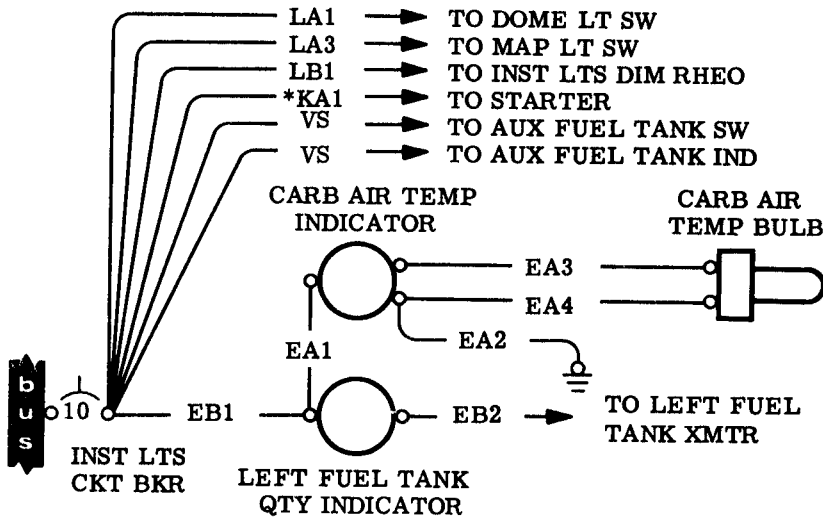 LA1 TO DOME LT SW
LA3 TO MAP LT SW
LB1 TO INST LTS DIM RHEO
*KA1 TO STARTER
VS TO AUX FUEL TANK SW
VS TO AUX FUEL TANK IND
CARB AIR TEMP
INDICATOR
CARB AIR
TEMP BULB
EA3
EA4
EA1
EA2
bus
10
EB1
EB2
TO LEFT FUEL
TANK XMTR
INST LTS
CKT BKR
LEFT FUEL TANK
QTY INDICATOR